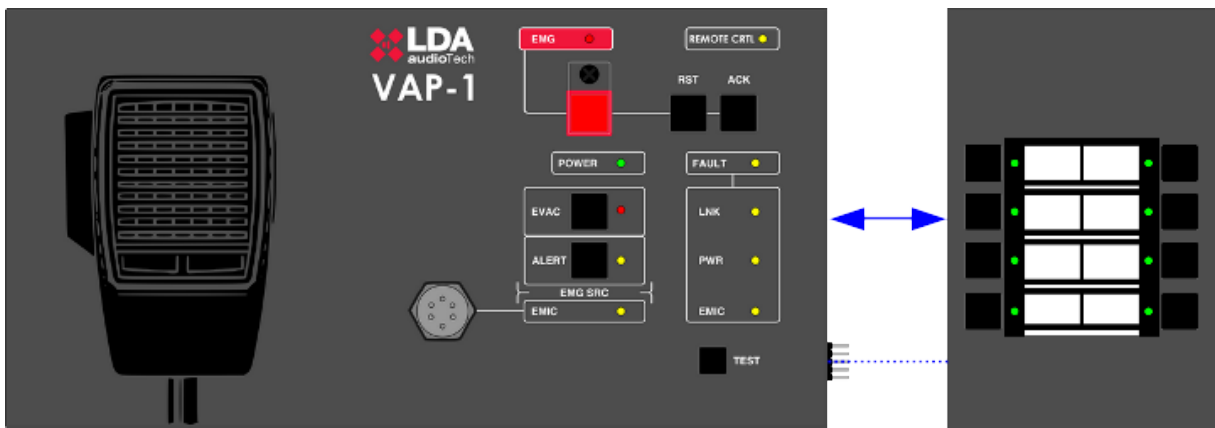 LDA
audioTech
VAP-1
EMG
REMOTE CRTL
RST
ACK
POWER
FAULT
EVAC
LNK
ALERT
PWR
EMG SRC
EMIC
EMIC
TEST